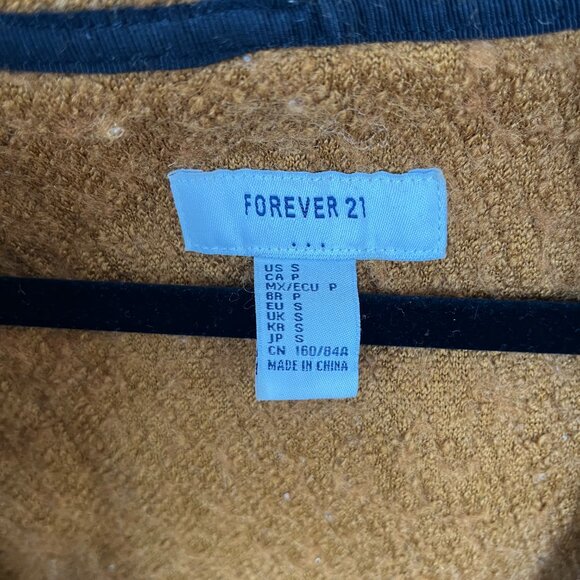 FOREVER 21
...
US S
CA P
MX/ECU P
BR P
EU S
UK S
KR S
JP S
CN 160/84A
MADE IN CHINA